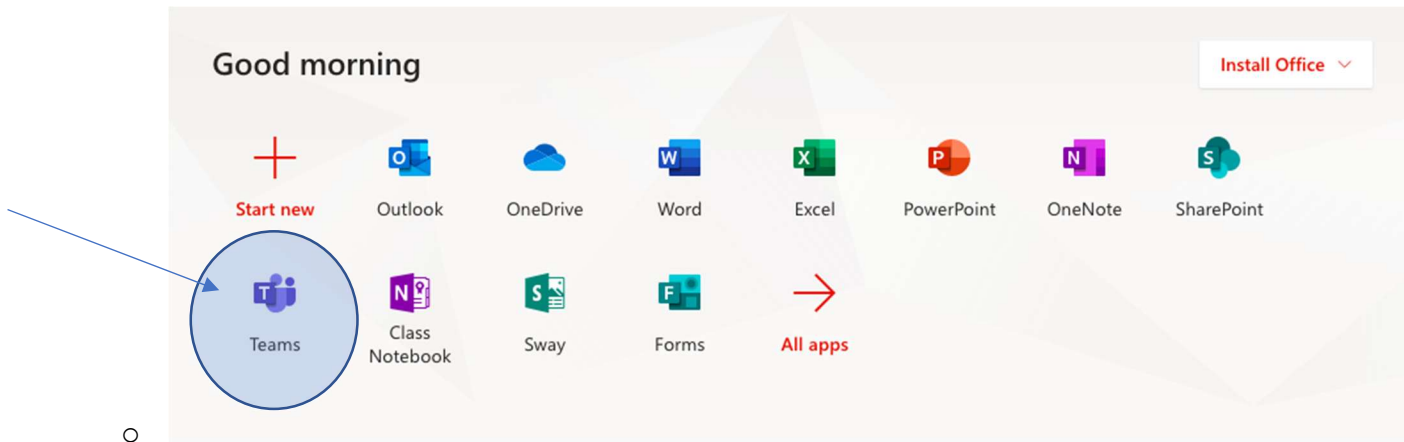 Good morning
Install Office
Start new
Outlook
OneDrive
Word
Excel
PowerPoint
OneNote
SharePoint
Teams
Class
Notebook
Sway
Forms
All apps